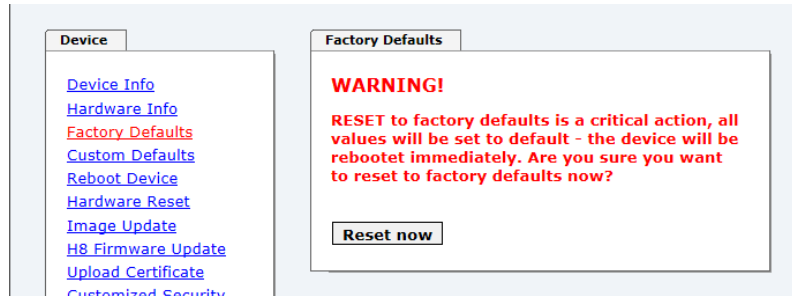 Device
Device Info
Hardware Info
Factory Defaults
Custom Defaults
Reboot Device
Hardware Reset
Image Update
H8 Firmware Update
Upload Certificate
Customized Security
Factory Defaults
WARNING!
RESET to factory defaults is a critical action, all
values will be set to default - the device will be
rebootet immediately. Are you sure you want
to reset to factory defaults now?
Reset now